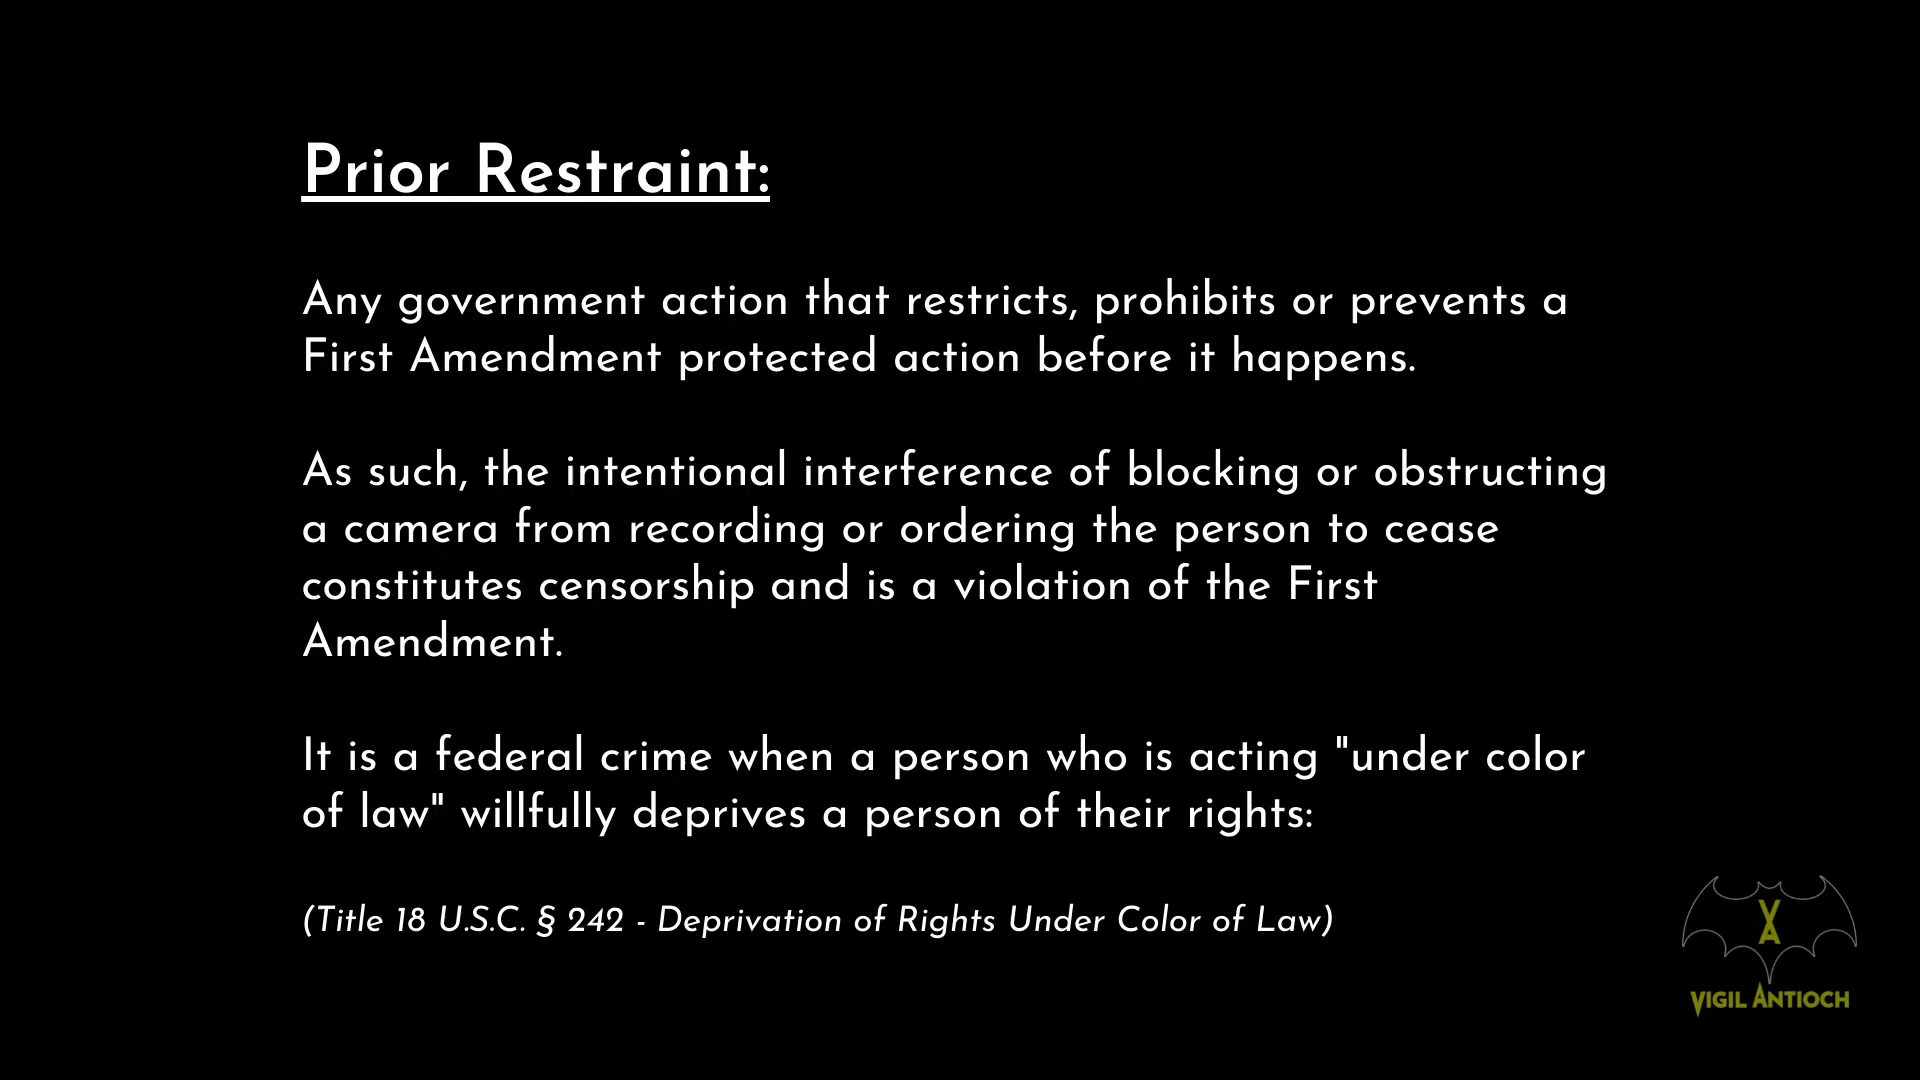 Prior Restraint:
Any government action that restricts, prohibits or prevents a
First Amendment protected action before it happens.
As such, the intentional interference of blocking or obstructing
a camera from recording or ordering the person to cease
constitutes censorship and is a violation of the First
Amendment.
It is a federal crime when a person who is acting "under color
of law" willfully deprives a person of their rights:
(Title 18 U.S.C. § 242 - Deprivation of Rights Under Color of Law)
VA
VIGIL ANTIOCH